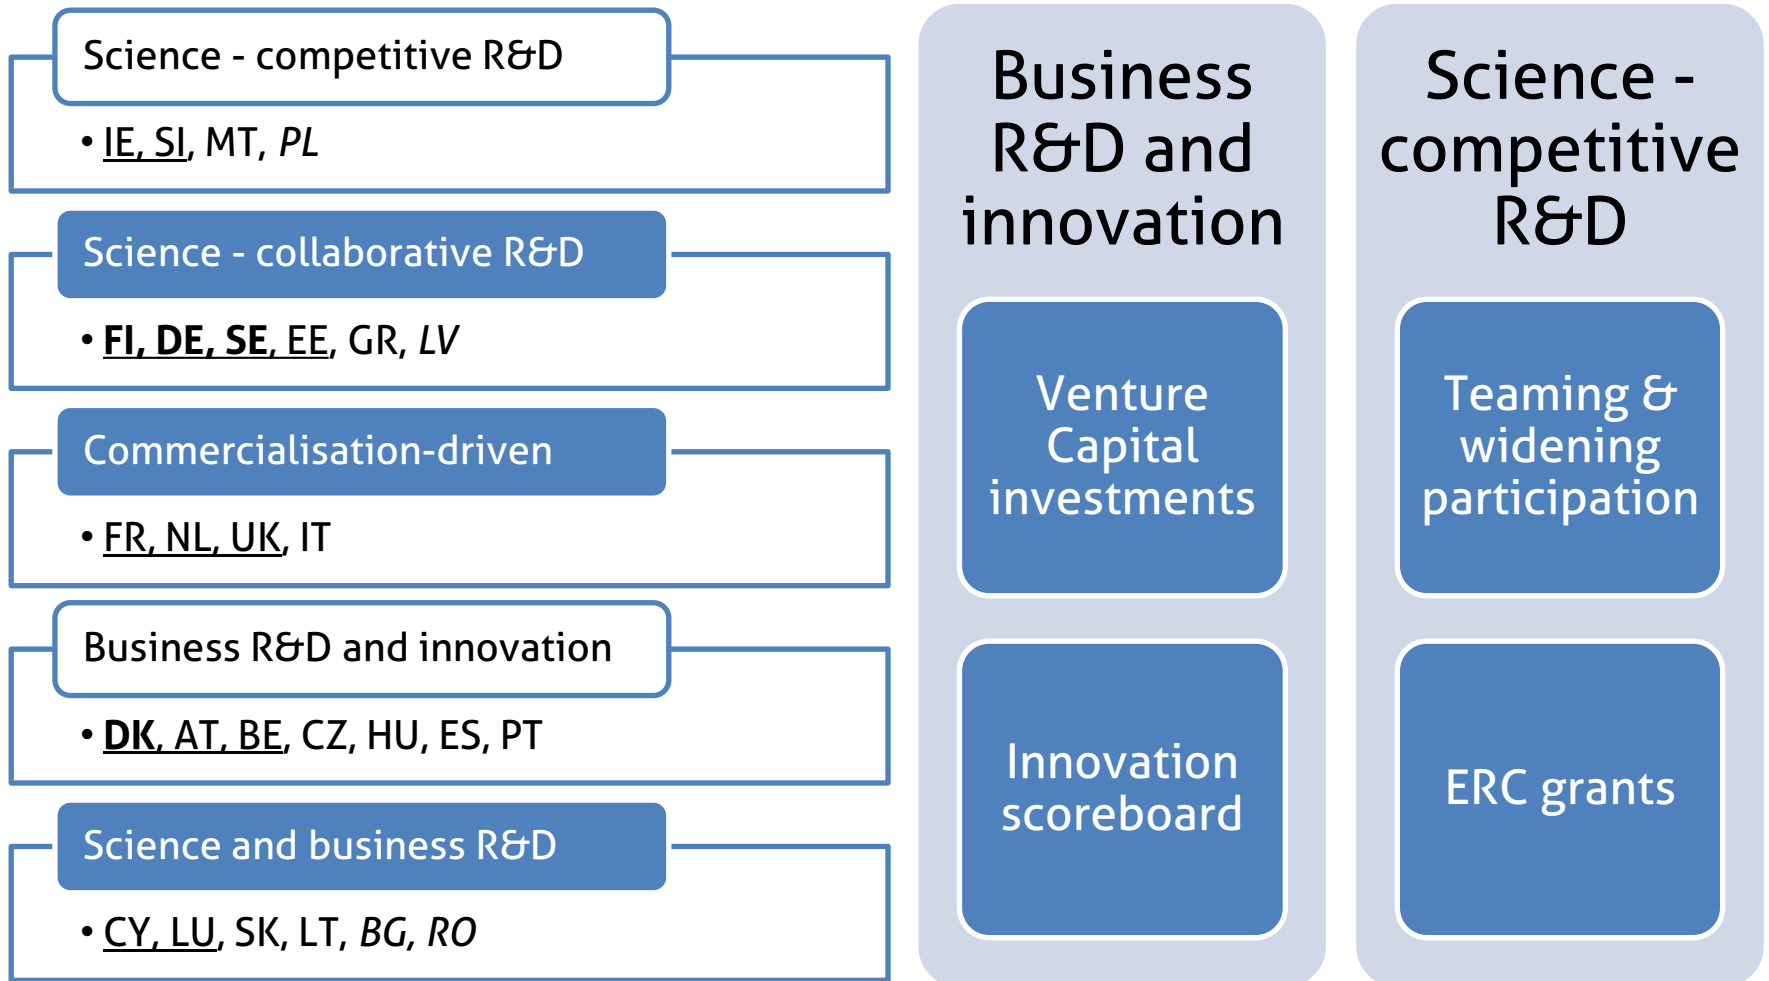 Science - competitive R&D
• IE, SI, MT, PL
Science - collaborative R&D
• FI, DE, SE, EE, GR, LV
Commercialisation-driven
• FR, NL, UK, IT
Business R&D and innovation
• DK, AT, BE, CZ, HU, ES, PT
Science and business R&D
• CY, LU, SK, LT, BG, RO
Business
R&D and
innovation
Venture
Capital
investments
Innovation
scoreboard
Science -
competitive
R&D
Teaming &
widening
participation
ERC grants